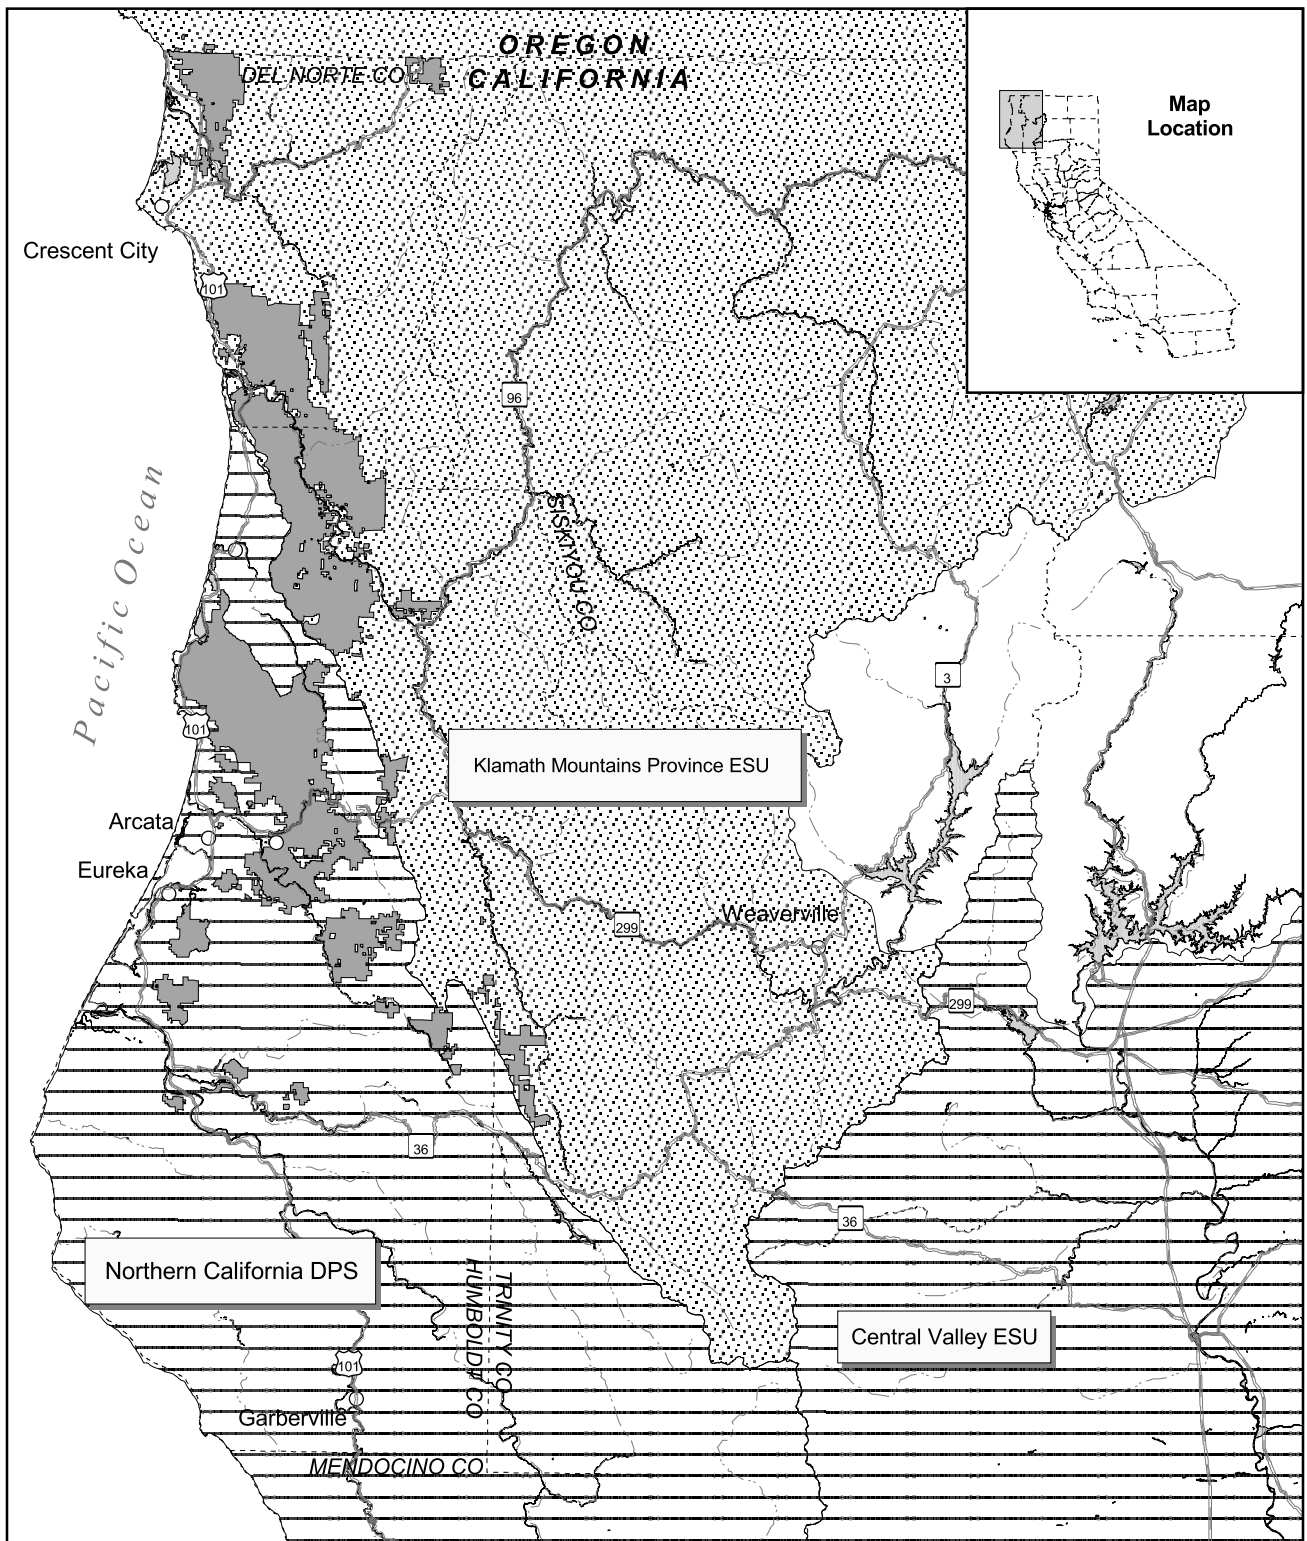 OREGON
CALIFORNIA
DEL NORTE CO
Map
Location
Crescent City
101
96
Pacific Ocean
SISKIYOU CO
3
101
Klamath Mountains Province ESU
Arcata
Eureka
Weaverville
299
299
36
36
Northern California DPS
HUMBOLDT CO
TRINITY CO
Central Valley ESU
101
Garberville
MENDOCINO CO